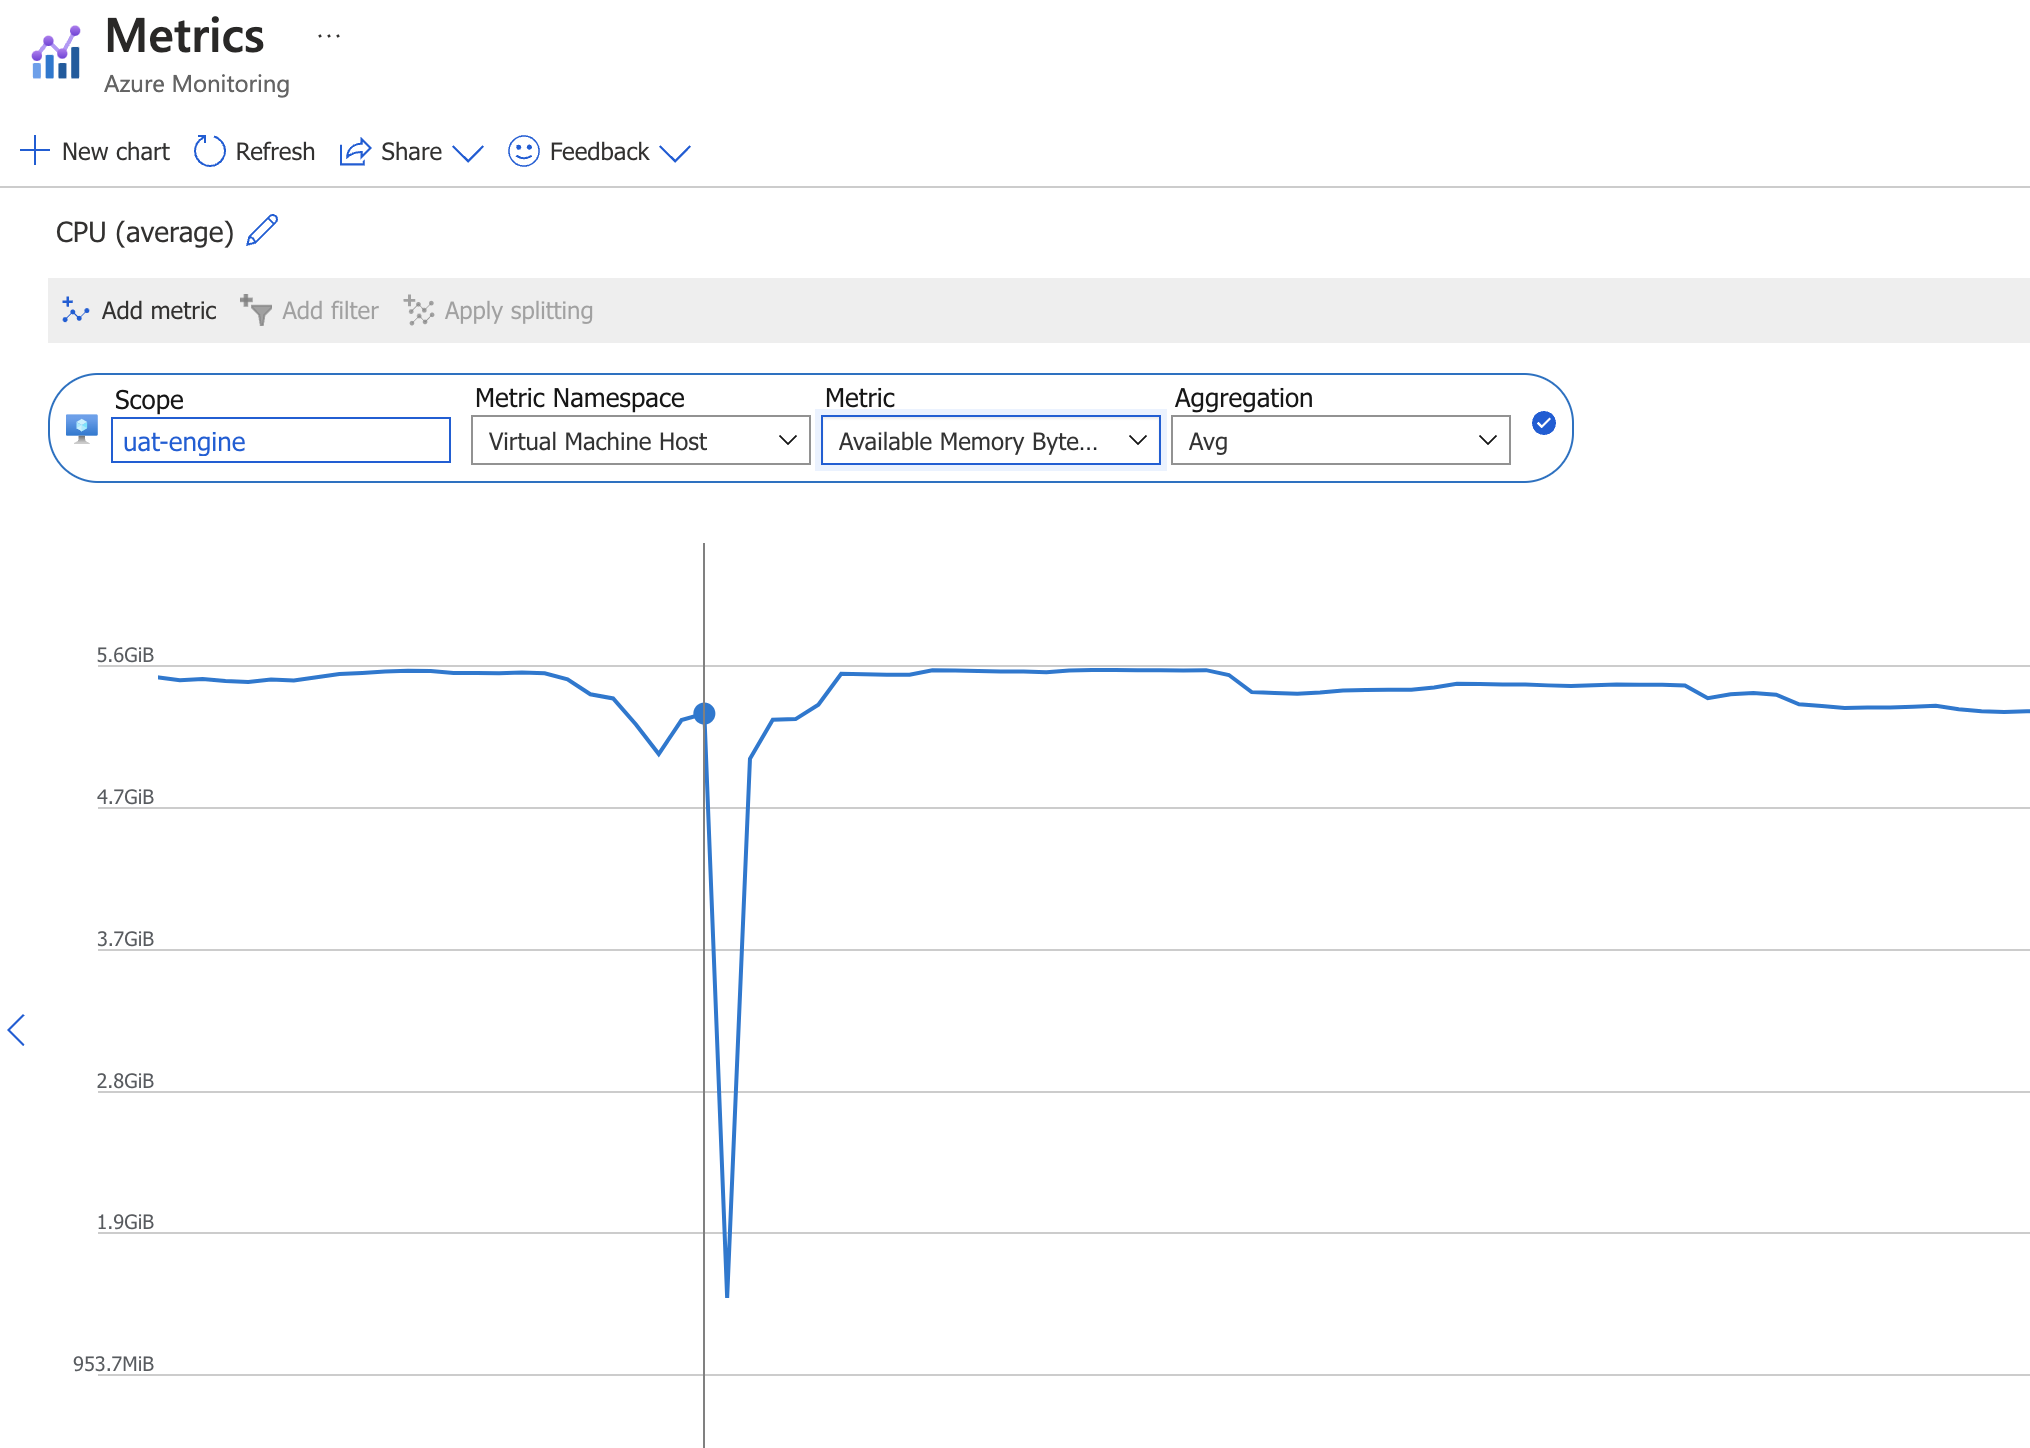 Metrics ...
Azure Monitoring
New chart Refresh Share Feedback
CPU (average)
Add metric Add filter Apply splitting
Scope Metric Namespace Metric Aggregation
uat-engine Virtual Machine Host Available Memory Byte... Avg
5.6GiB
4.7GiB
3.7GiB
2.8GiB
1.9GiB
953.7MiB